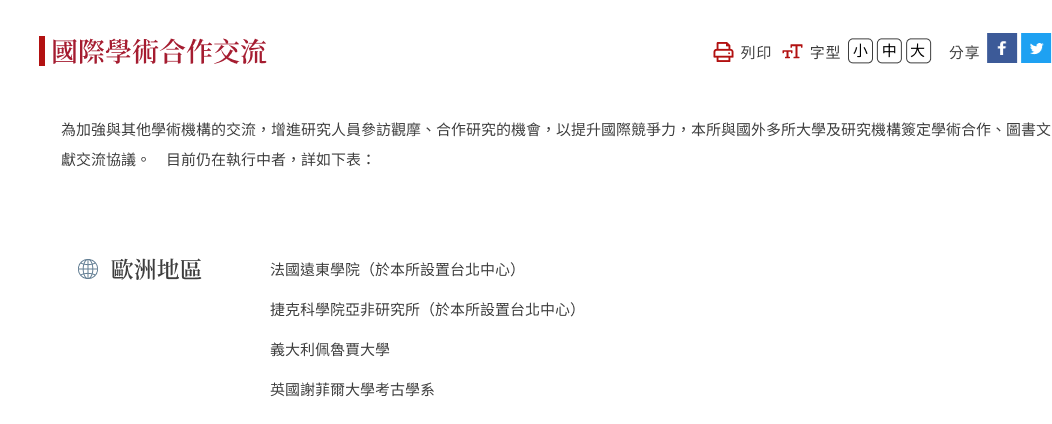 國際學術合作交流
列印 字型 小 中 大 分享
為加強與其他學術機構的交流，增進研究人員參訪觀摩、合作研究的機會，以提升國際競爭力，本所與國外多所大學及研究機構簽定學術合作、圖書文
獻交流協議。　目前仍在執行中者，詳如下表：
歐洲地區
法國遠東學院（於本所設置台北中心）
捷克科學院亞非研究所（於本所設置台北中心）
義大利佩魯賈大學
英國謝菲爾大學考古學系